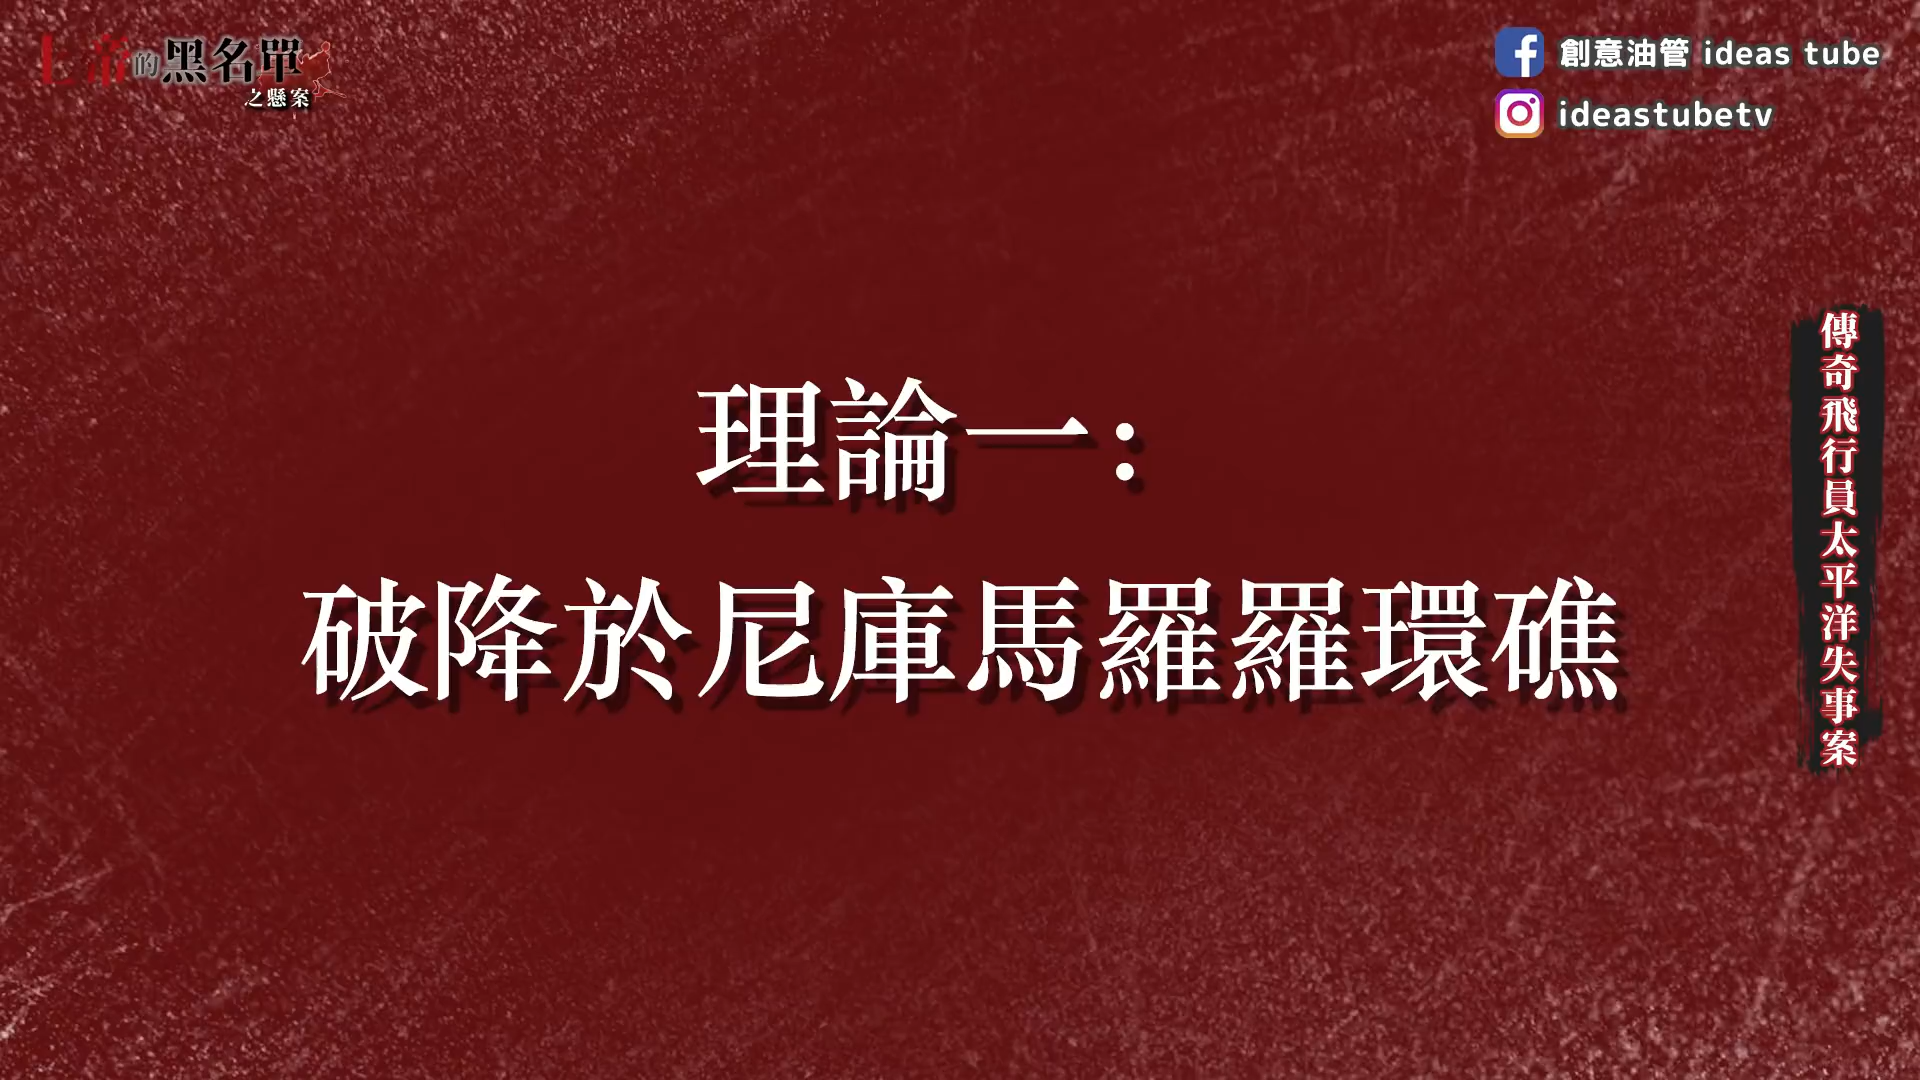 上帝的黑名單
之懸案
創意油管 ideas tube
ideastubetv
理論一：
破降於尼庫馬羅羅環礁
傳奇飛行員太平洋失事案